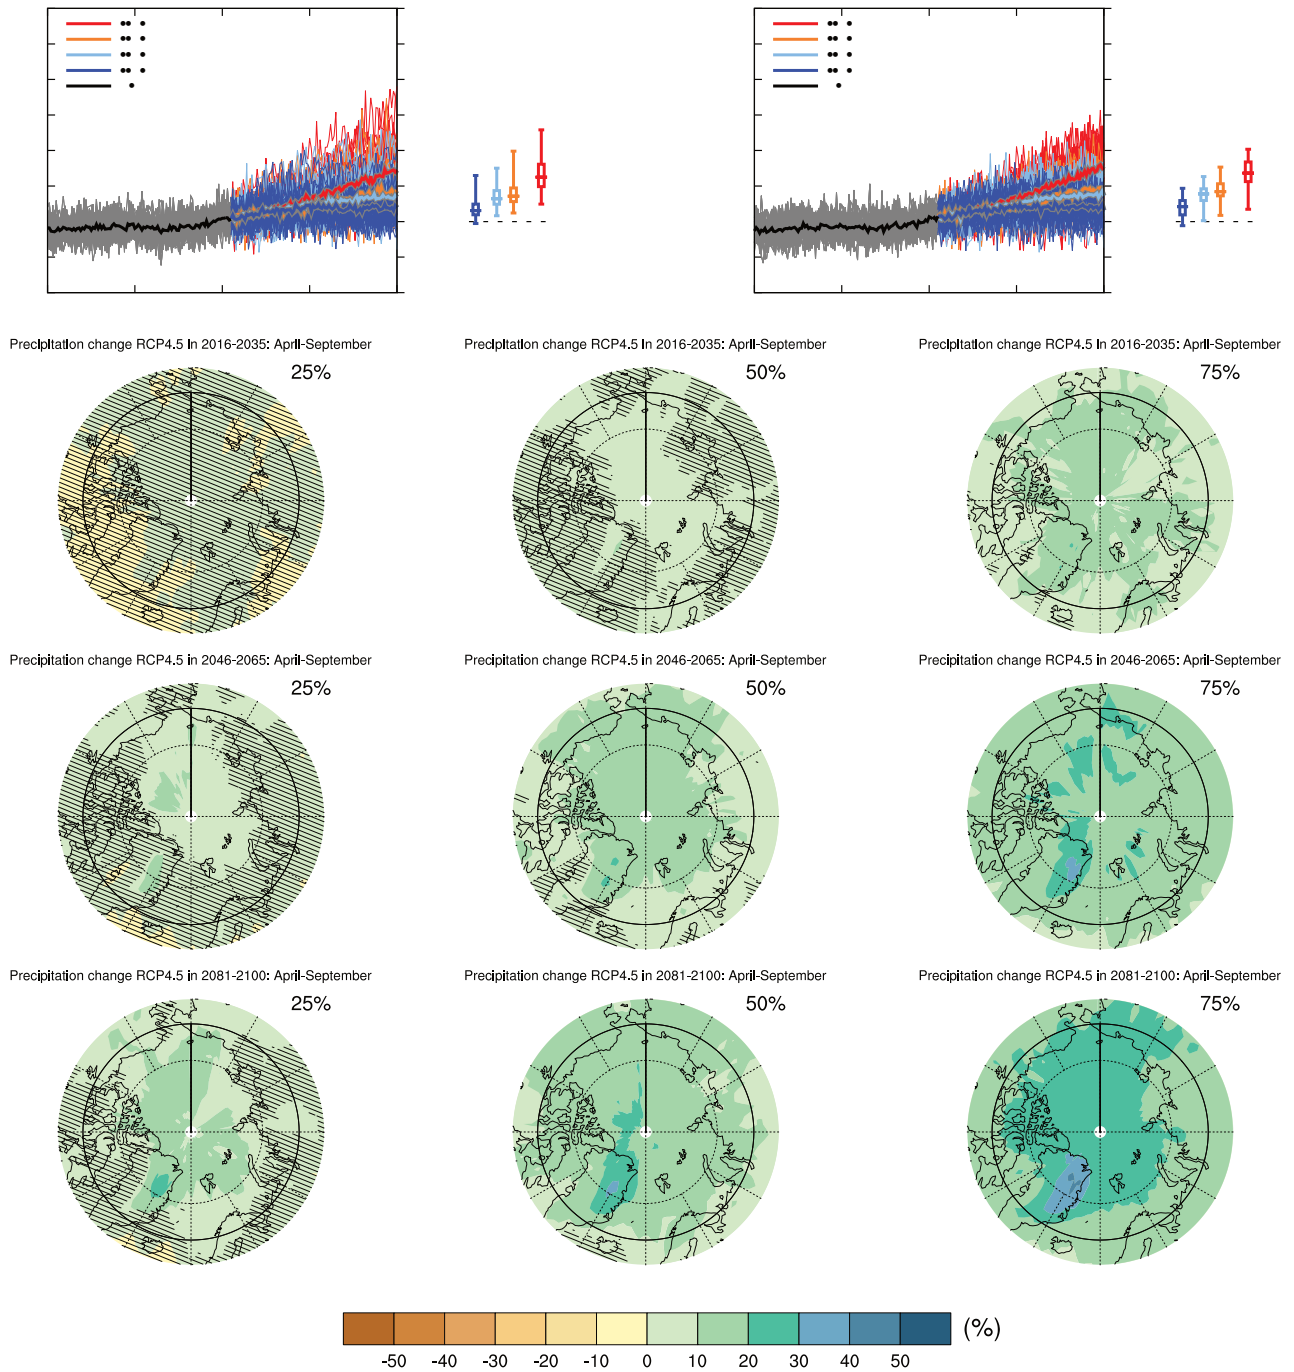 Precipitation change RCP4.5 in 2016-2035: April-September
25%
Precipitation change RCP4.5 in 2016-2035: April-September
50%
Precipitation change RCP4.5 in 2016-2035: April-September
75%
Precipitation change RCP4.5 in 2046-2065: April-September
25%
Precipitation change RCP4.5 in 2046-2065: April-September
50%
Precipitation change RCP4.5 in 2046-2065: April-September
75%
Precipitation change RCP4.5 in 2081-2100: April-September
25%
Precipitation change RCP4.5 in 2081-2100: April-September
50%
Precipitation change RCP4.5 in 2081-2100: April-September
75%
(%)
-50 -40 -30 -20 -10 0 10 20 30 40 50